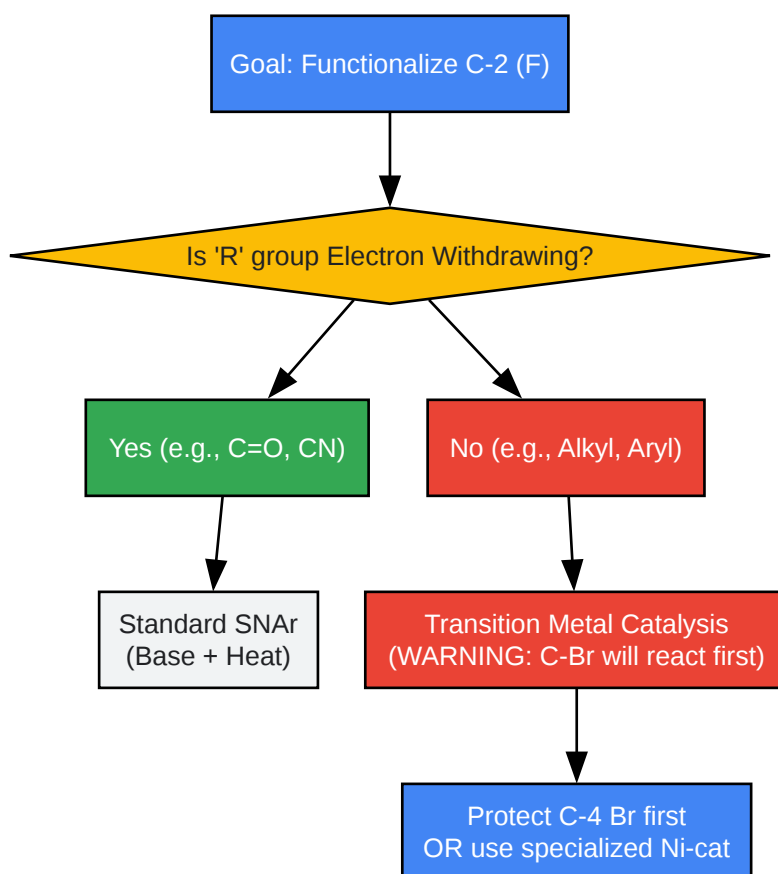 Goal: Functionalize C-2 (F)
Is 'R' group Electron Withdrawing?
Yes (e.g., C=O, CN)
No (e.g., Alkyl, Aryl)
Standard SNAr
(Base + Heat)
Transition Metal Catalysis
(WARNING: C-Br will react first)
Protect C-4 Br first
OR use specialized Ni-cat